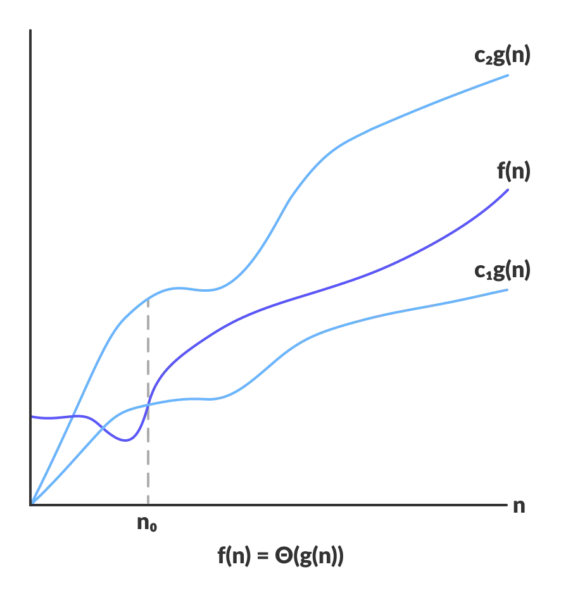 c₂g(n)
f(n)
c₁g(n)
n
n₀
f(n) = Θ(g(n))